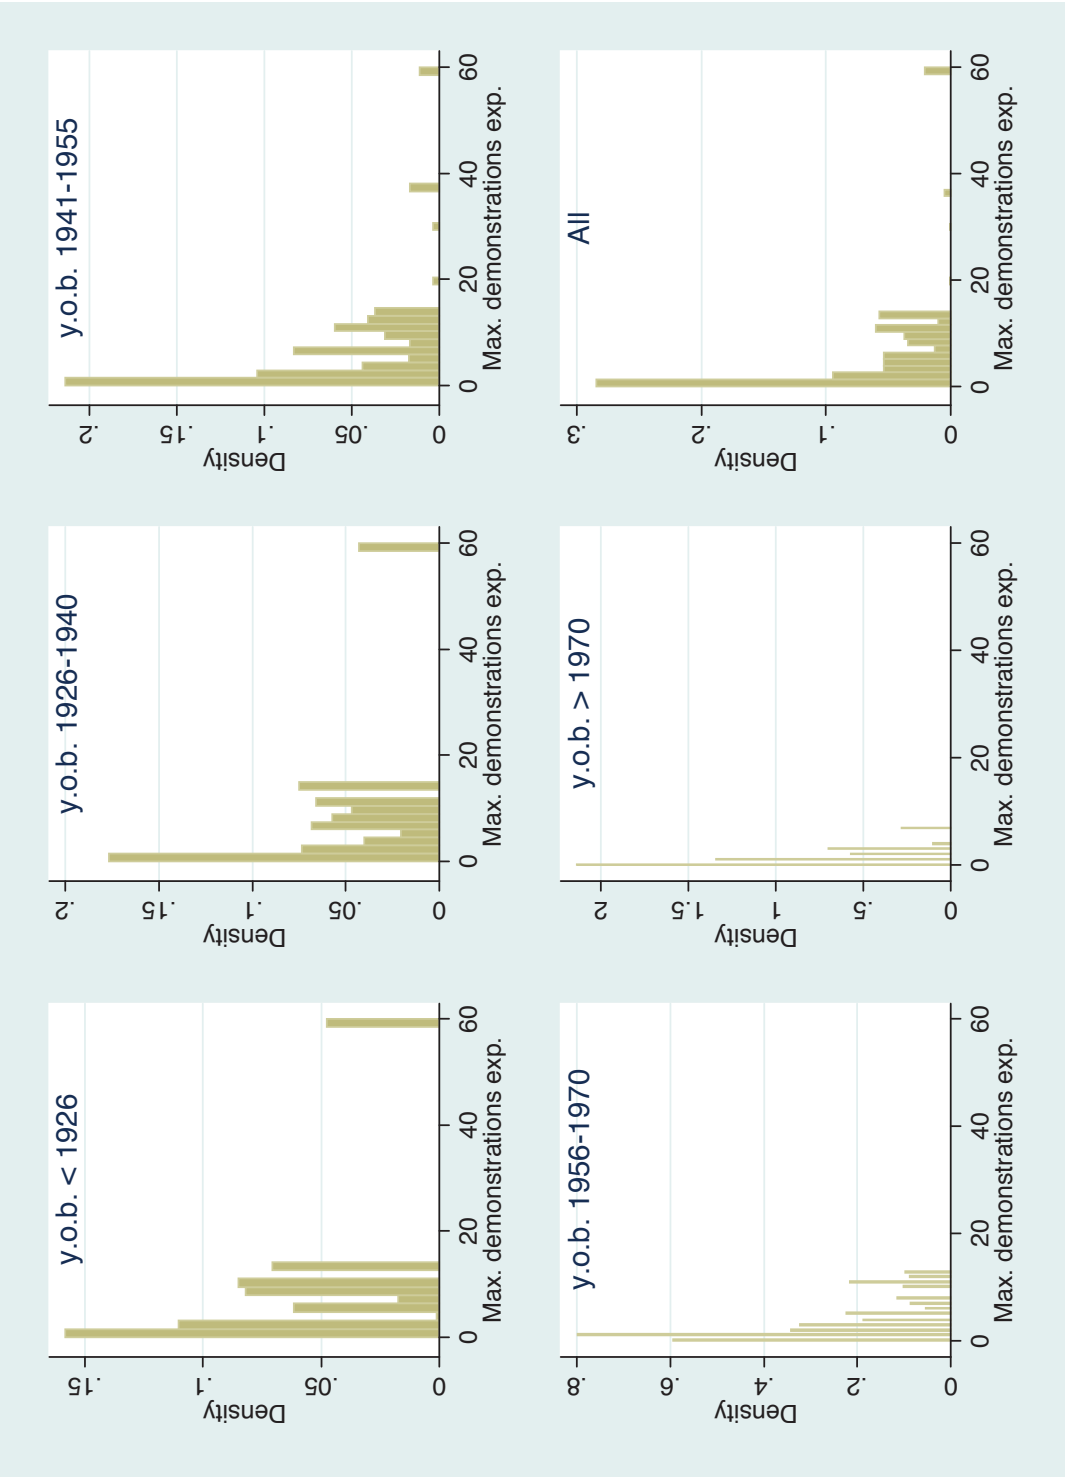 y.o.b. < 1926
Density
0 .05 .1 .15
0 20 40 60
Max. demonstrations exp.
y.o.b. 1926-1940
Density
0 .05 .1 .15 .2
0 20 40 60
Max. demonstrations exp.
y.o.b. 1941-1955
Density
0 .05 .1 .15 .2
0 20 40 60
Max. demonstrations exp.
y.o.b. 1956-1970
Density
0 .2 .4 .6 .8
0 20 40 60
Max. demonstrations exp.
y.o.b. > 1970
Density
0 .5 1 1.5 2
0 20 40 60
Max. demonstrations exp.
All
Density
0 .1 .2 .3
0 20 40 60
Max. demonstrations exp.